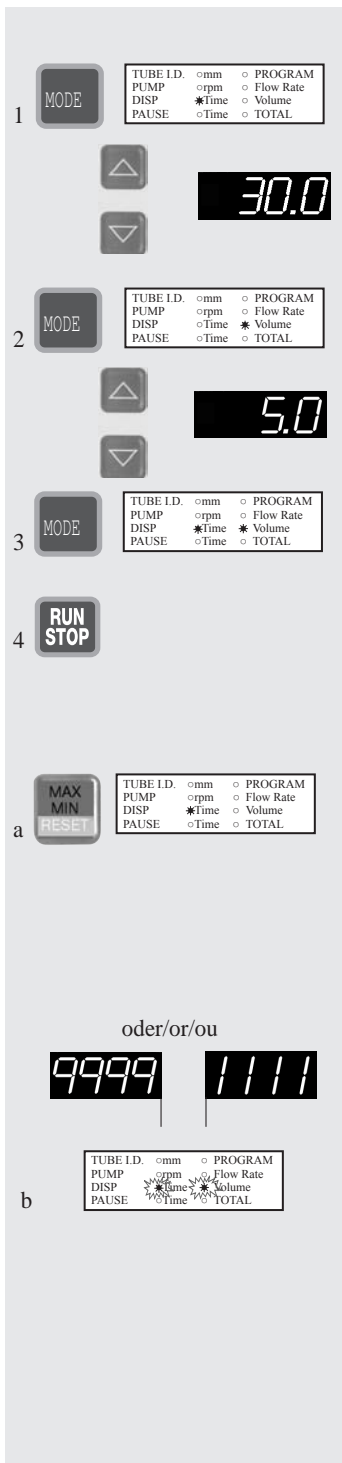 1 MODE
TUBE I.D. ○mm ○ PROGRAM
PUMP ○rpm ○ Flow Rate
DISP ✷Time ○ Volume
PAUSE ○Time ○ TOTAL
30.0
2 MODE
TUBE I.D. ○mm ○ PROGRAM
PUMP ○rpm ○ Flow Rate
DISP ○Time ✷ Volume
PAUSE ○Time ○ TOTAL
5.0
3 MODE
TUBE I.D. ○mm ○ PROGRAM
PUMP ○rpm ○ Flow Rate
DISP ✷Time ✷ Volume
PAUSE ○Time ○ TOTAL
4 RUN
STOP
a MAX
MIN
RESET
TUBE I.D. ○mm ○ PROGRAM
PUMP ○rpm ○ Flow Rate
DISP ✷Time ○ Volume
PAUSE ○Time ○ TOTAL
oder/or/ou
9999 1111
b
TUBE I.D. ○mm ○ PROGRAM
PUMP ○rpm ○ Flow Rate
DISP ✷Time ✷ Volume
PAUSE ○Time ○ TOTAL